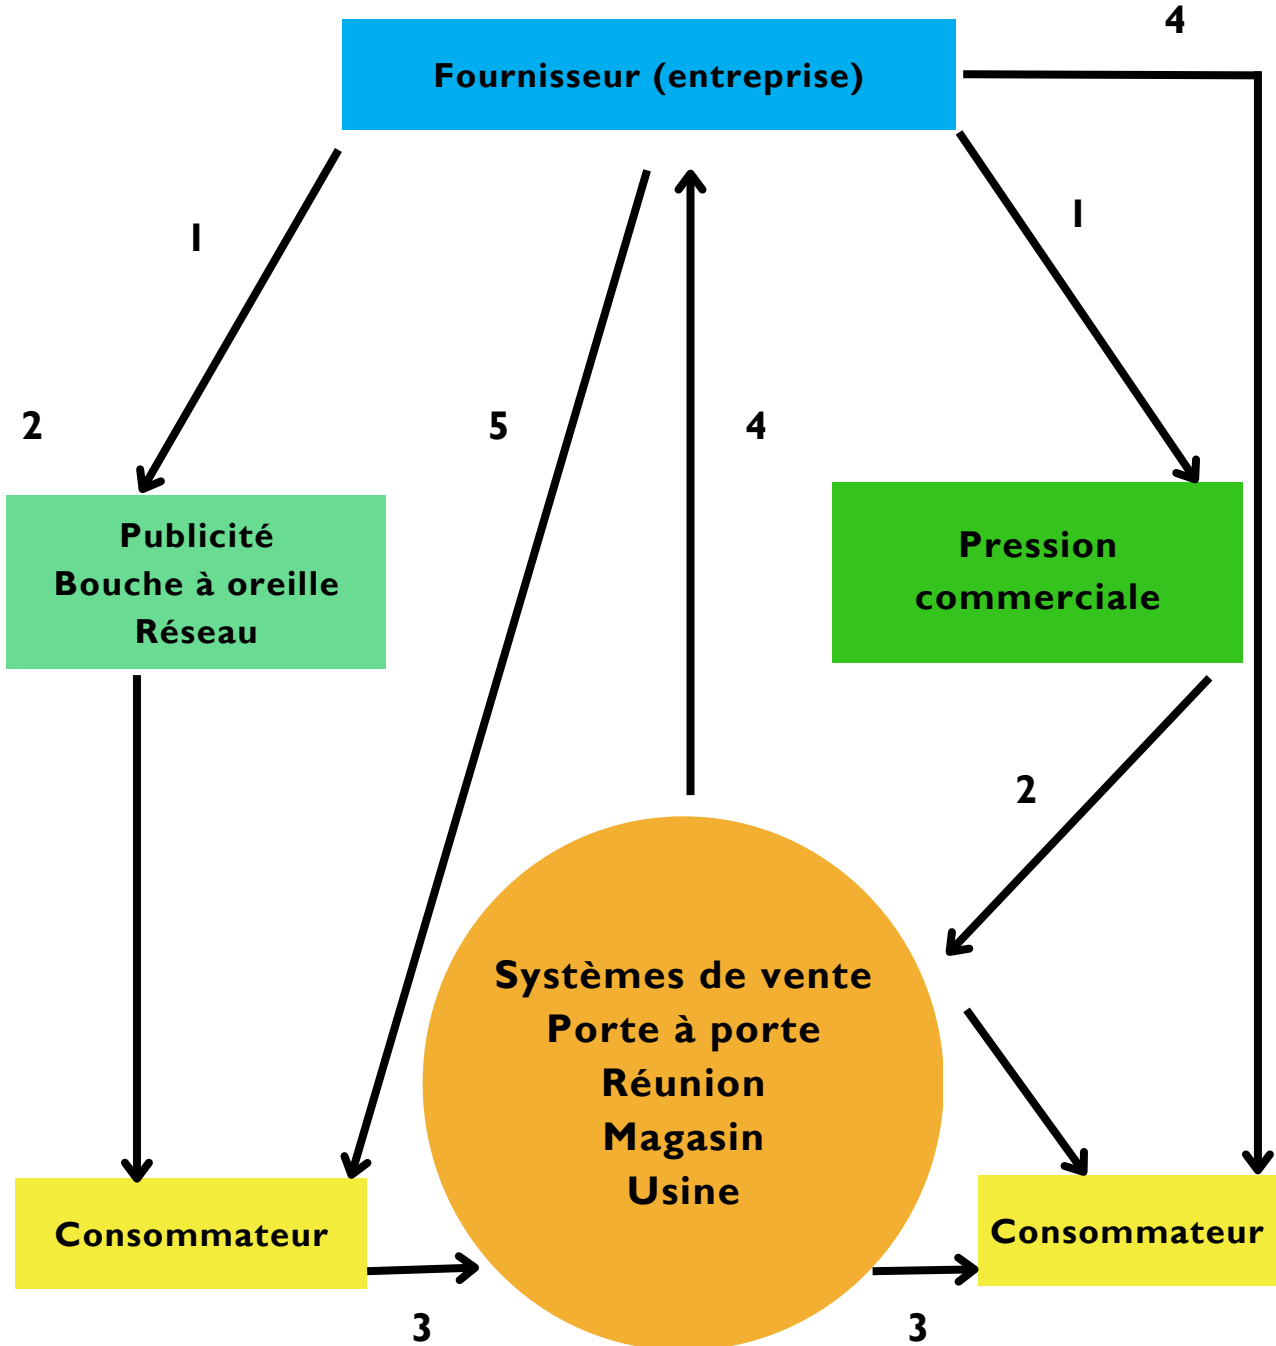 4
Fournisseur (entreprise)
1
1
2
5
4
Publicité
Bouche à oreille
Réseau
Pression
commerciale
2
Systèmes de vente
Porte à porte
Réunion
Magasin
Usine
Consommateur
Consommateur
3
3